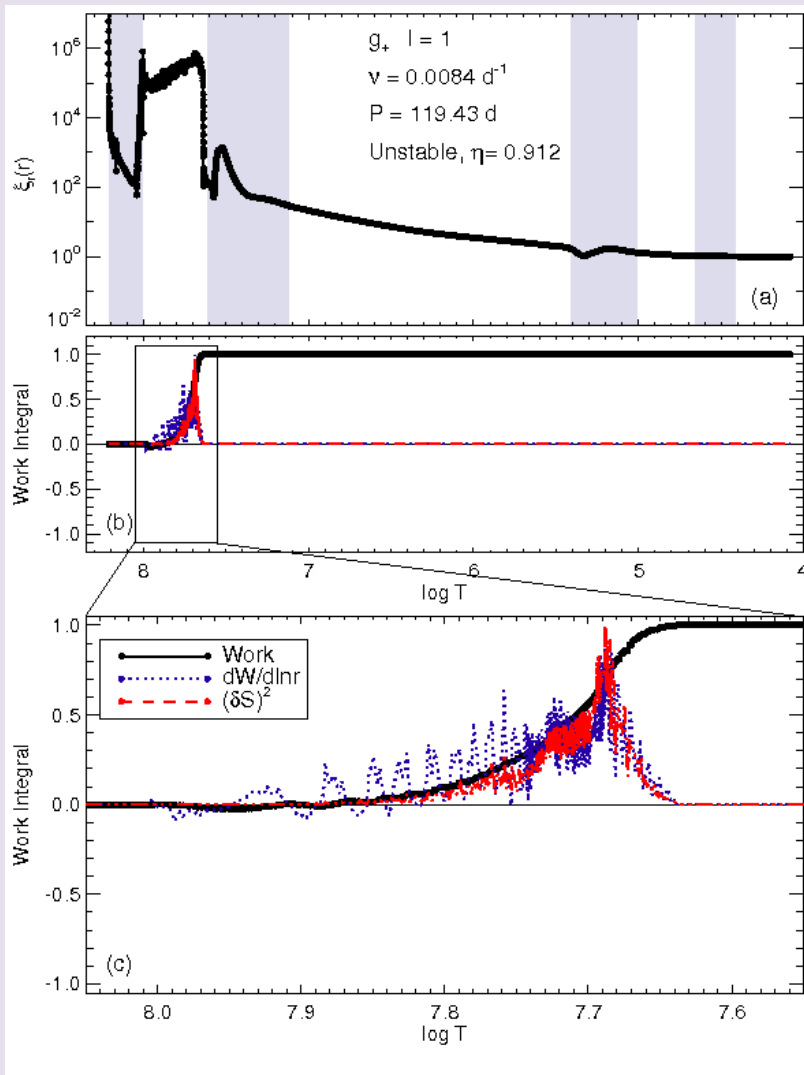 10⁶
10⁴
10²
10⁰
10⁻²
ξᵣ(r)
g₊ l = 1
ν = 0.0084 d⁻¹
P = 119.43 d
Unstable, η= 0.912
(a)
1.0
0.5
0.0
-0.5
-1.0
Work Integral
(b)
8 7 6 5 4
log T
1.0
0.5
0.0
-0.5
-1.0
Work Integral
Work
dW/dlnr
(δS)²
(c)
8.0 7.9 7.8 7.7 7.6
log T